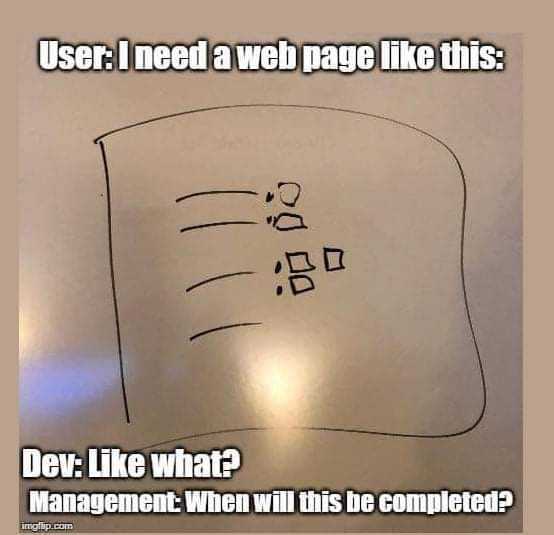 User: I need a web page like this:
Dev: Like what?
Management: When will this be completed?
imgflip.com